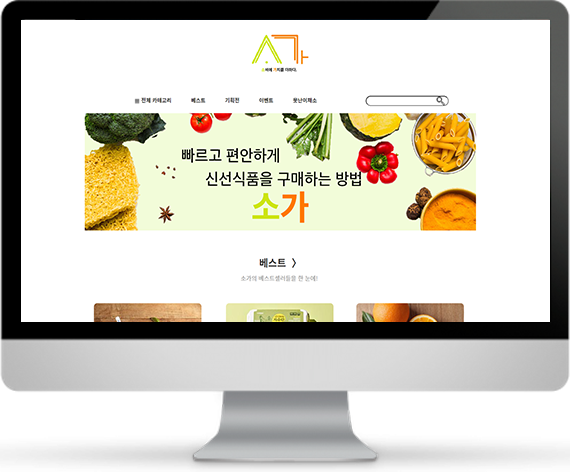 소가
소비에 가치를 더하다.
전체 카테고리 베스트 기획전 이벤트 못난이채소
빠르고 편안하게
신선식품을 구매하는 방법
소가
베스트 〉
소가의 베스트셀러들을 한 눈에!